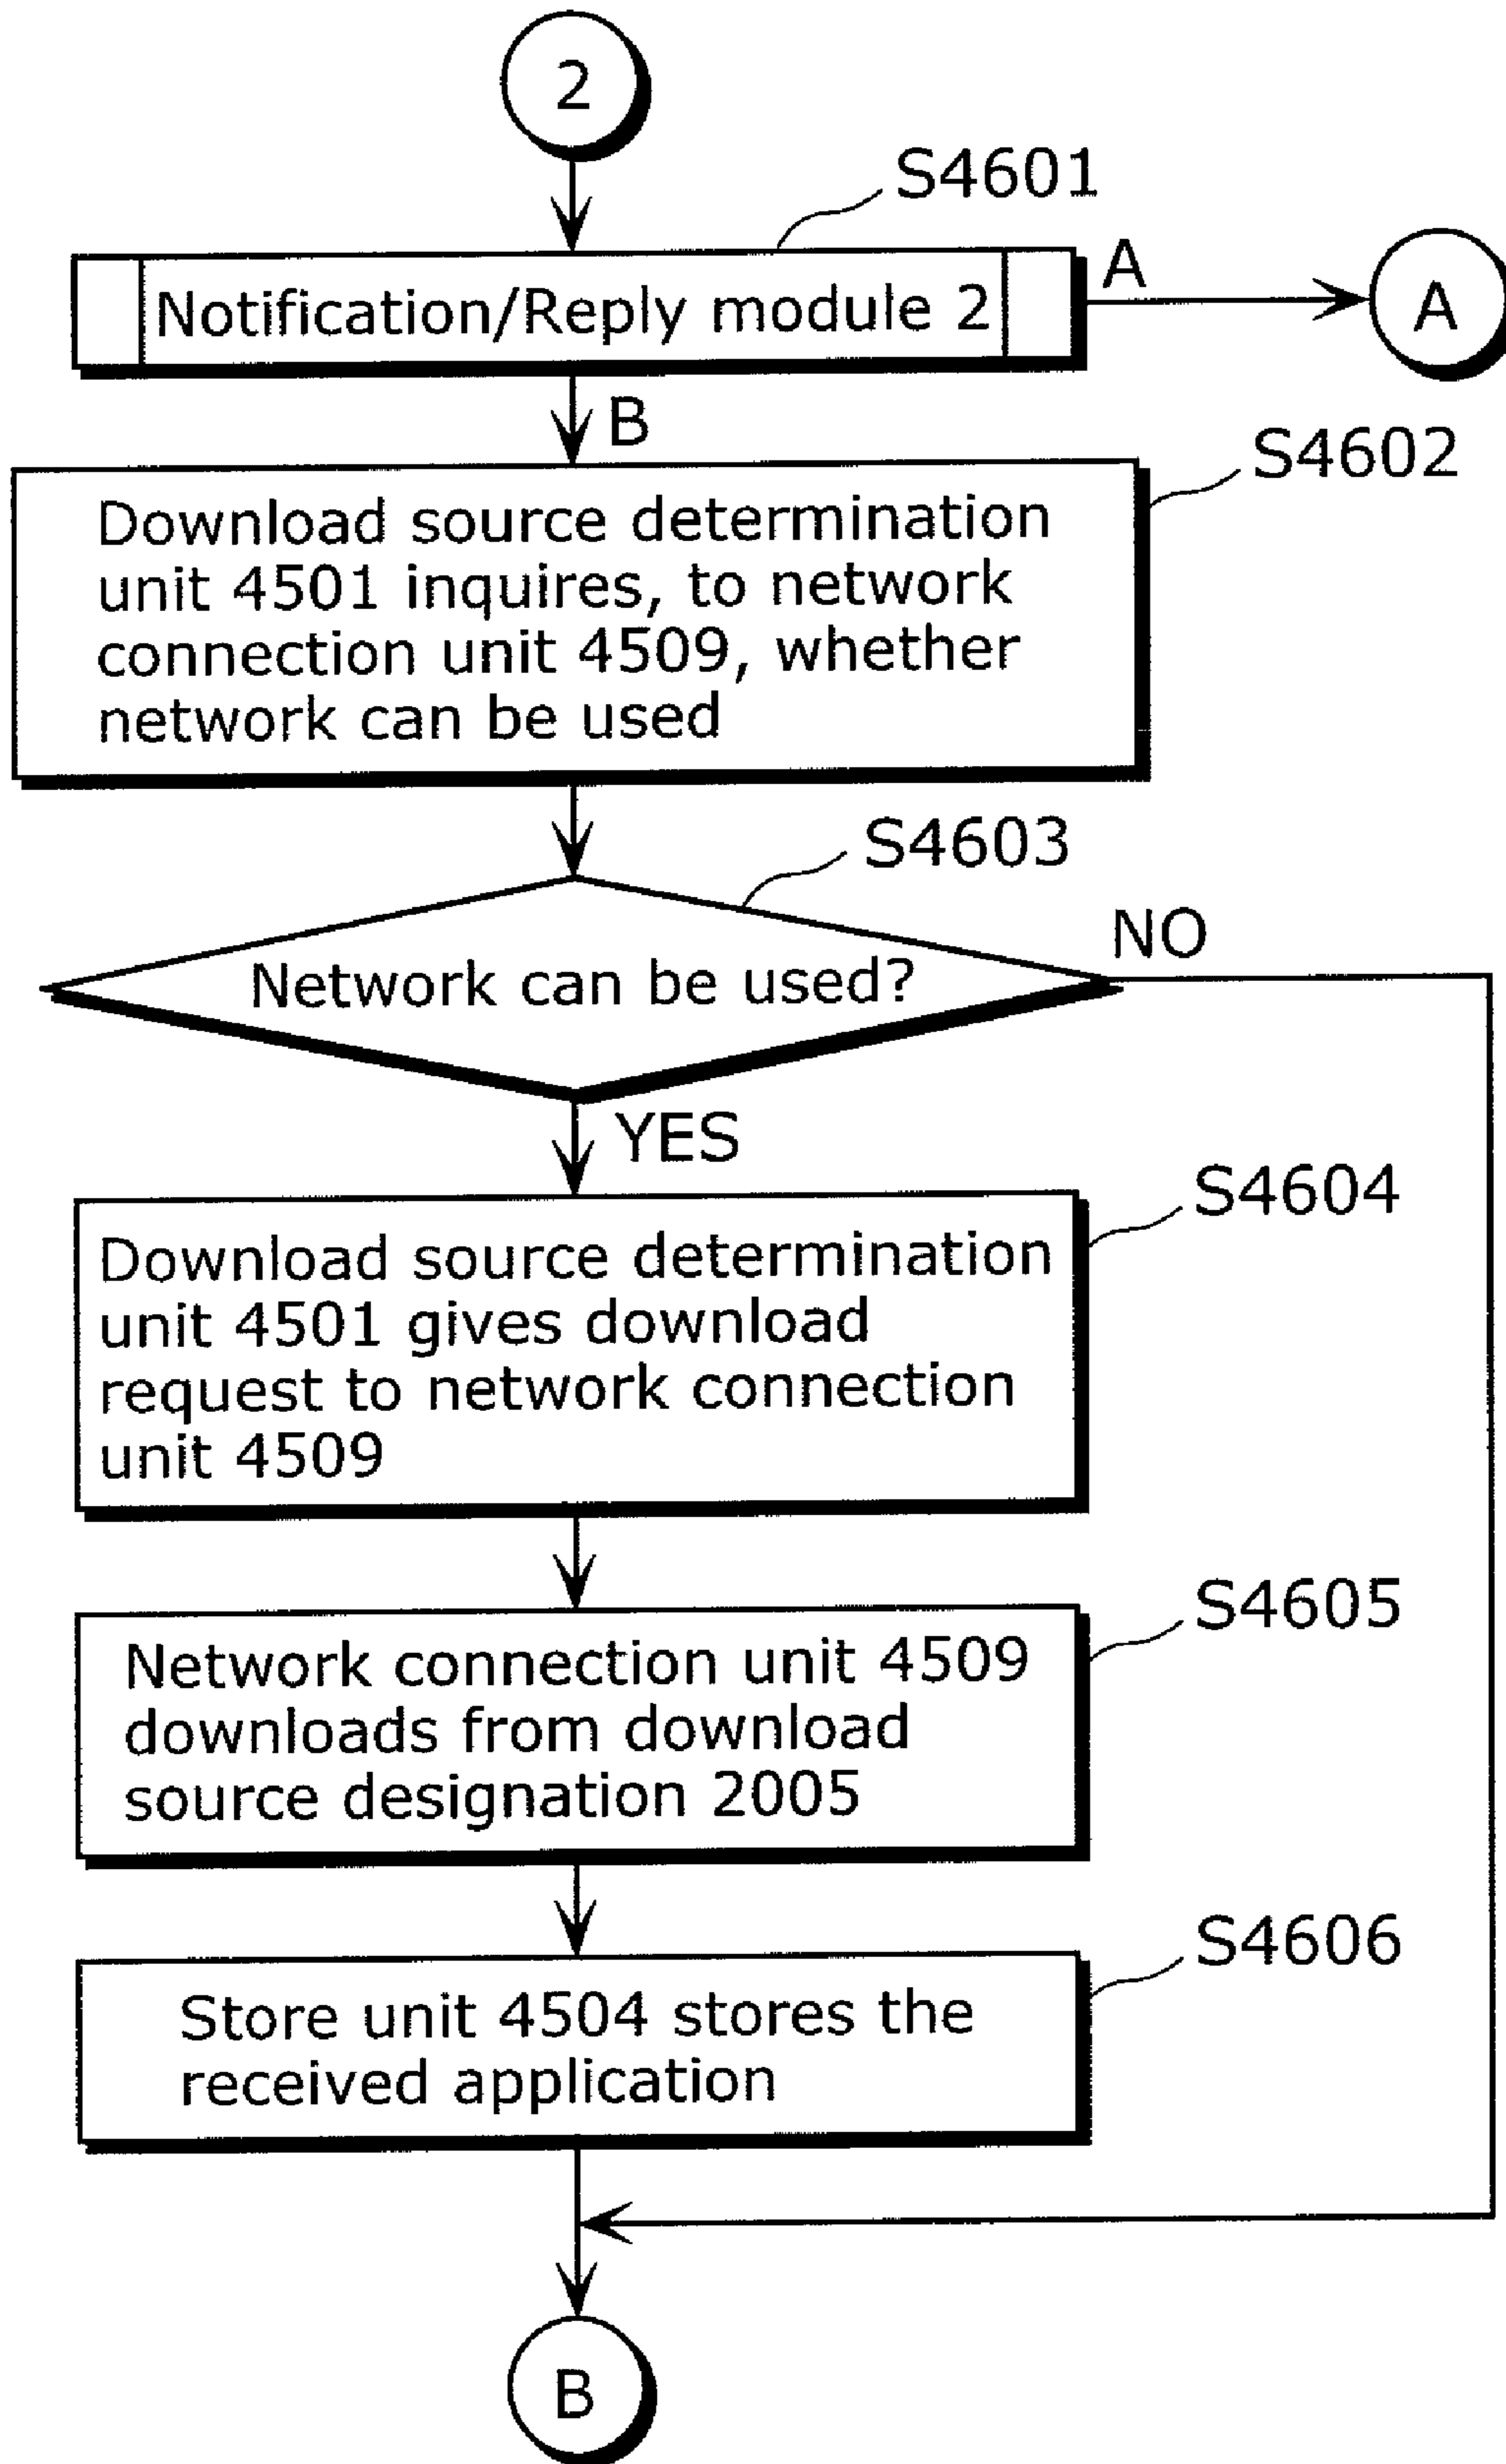 2
S4601
Notification/Reply module 2
A
A
B
S4602
Download source determination
unit 4501 inquires, to network
connection unit 4509, whether
network can be used
S4603
Network can be used?
NO
YES
S4604
Download source determination
unit 4501 gives download
request to network connection
unit 4509
S4605
Network connection unit 4509
downloads from download
source designation 2005
S4606
Store unit 4504 stores the
received application
B